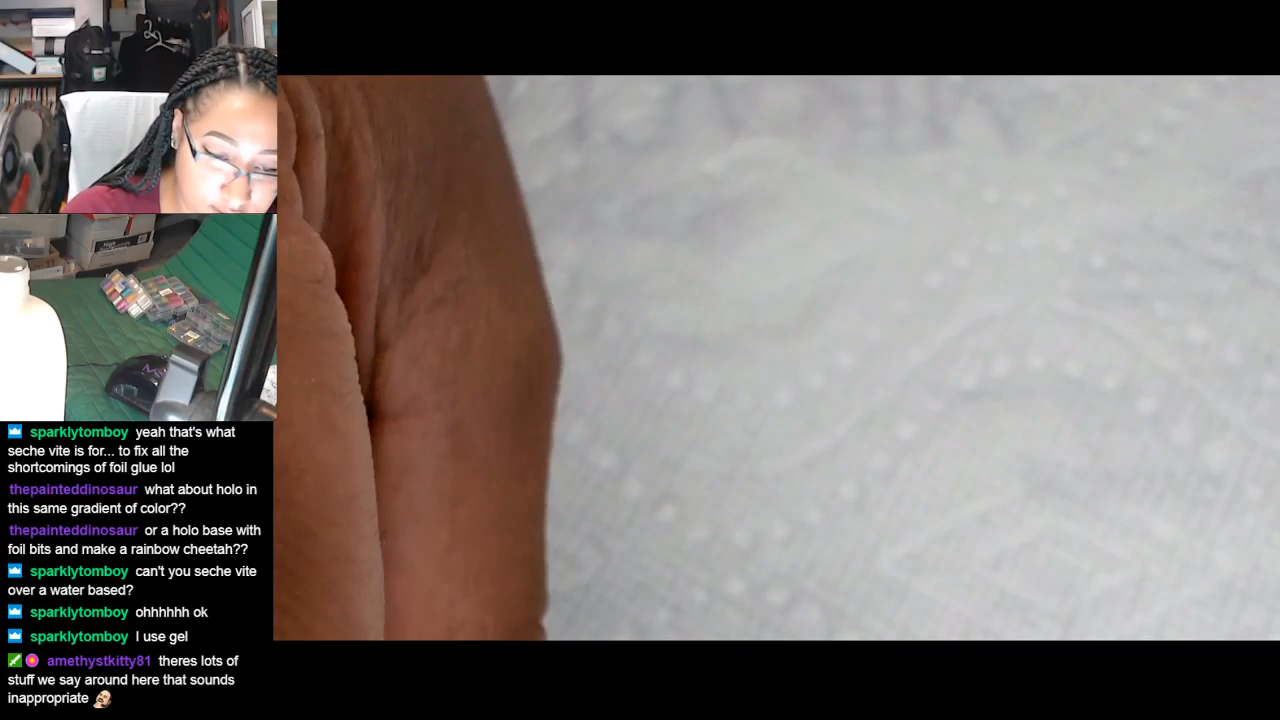 High
sparklytomboy yeah that's what
seche vite is for... to fix all the
shortcomings of foil glue lol
thepainteddinosaur what about holo in
this same gradient of color??
thepainteddinosaur or a holo base with
foil bits and make a rainbow cheetah??
sparklytomboy can't you seche vite
over a water based?
sparklytomboy ohhhhhh ok
sparklytomboy I use gel
amethystkitty81 theres lots of
stuff we say around here that sounds
inappropriate